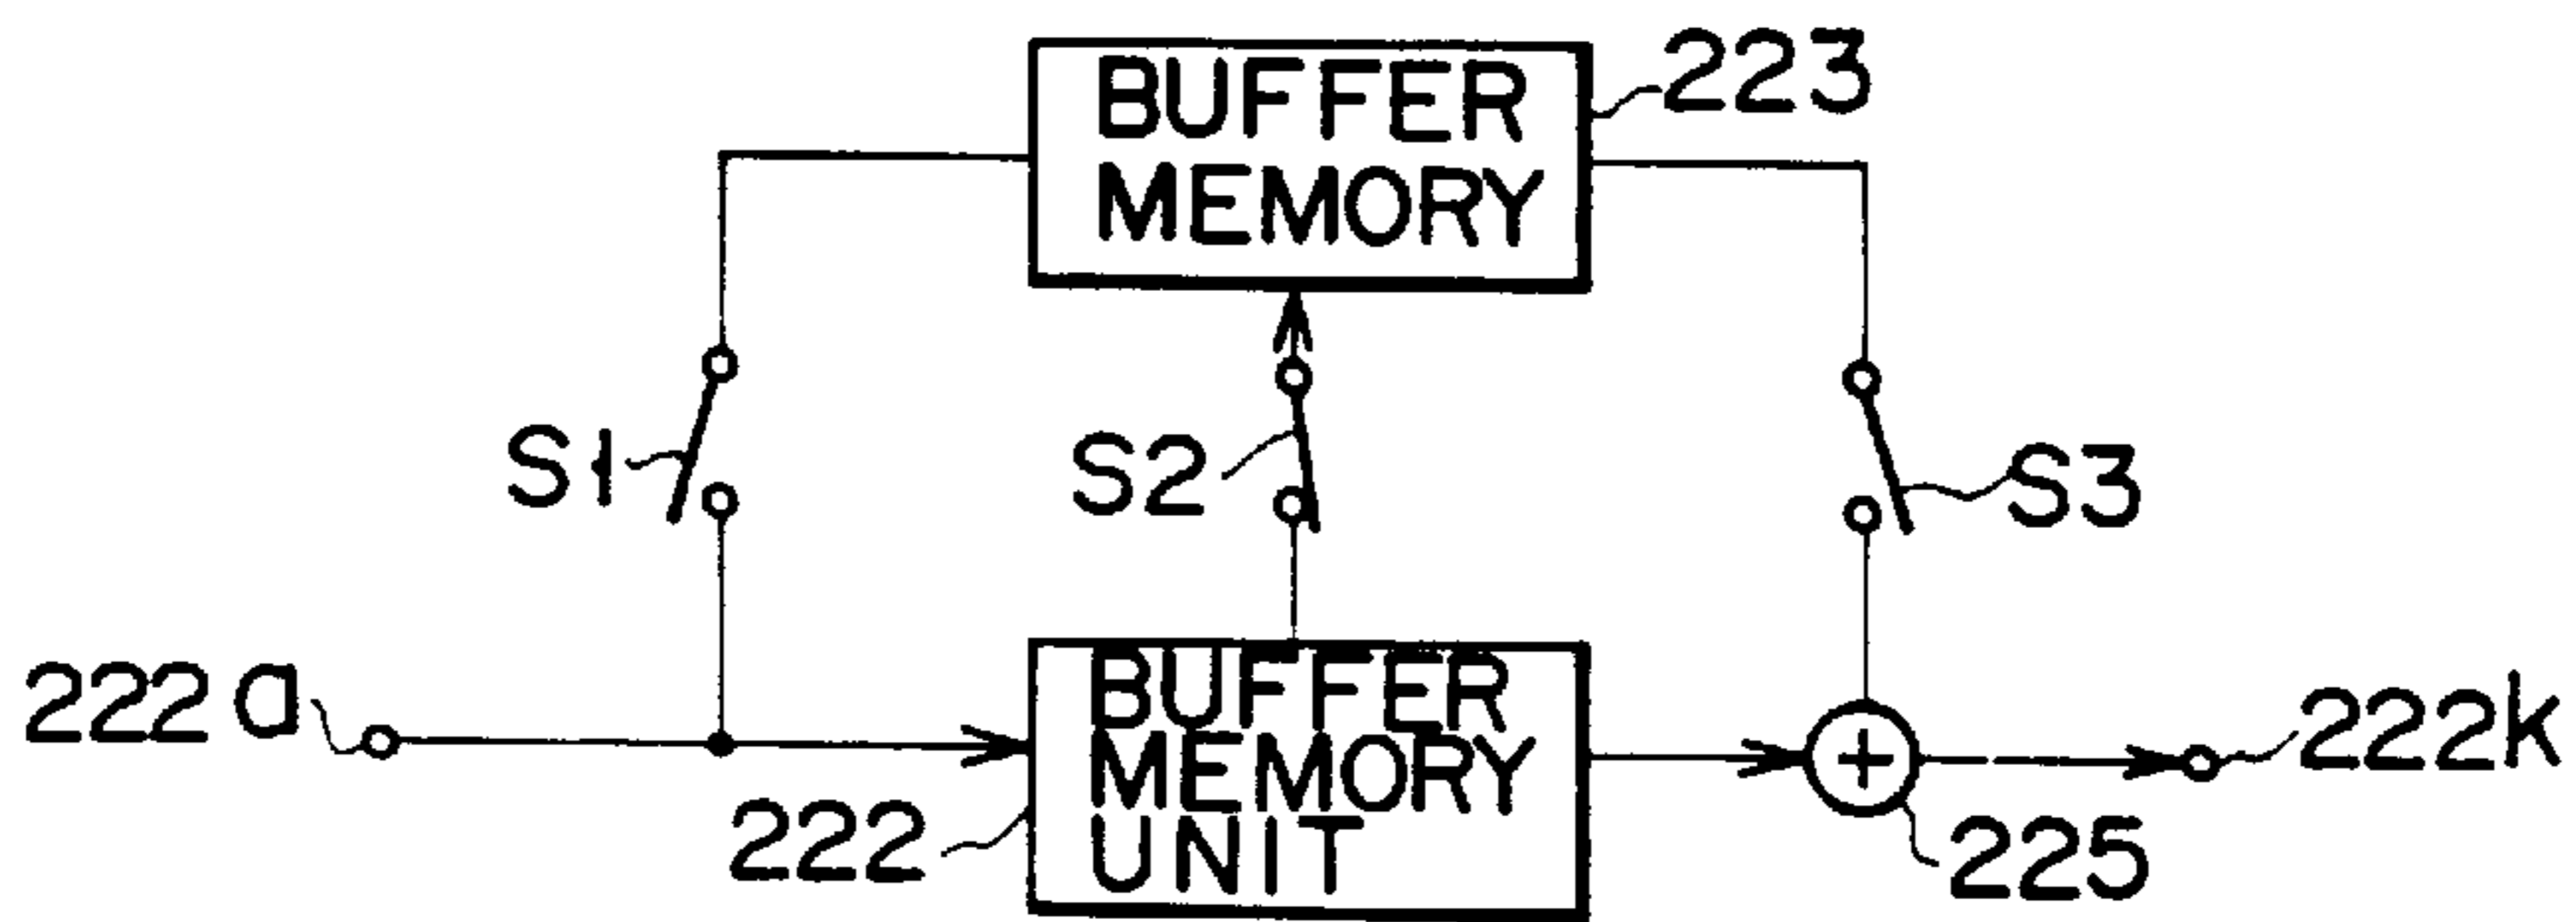 BUFFER
MEMORY
223
S1
S2
S3
222a
BUFFER
MEMORY
UNIT
222
+
225
222k